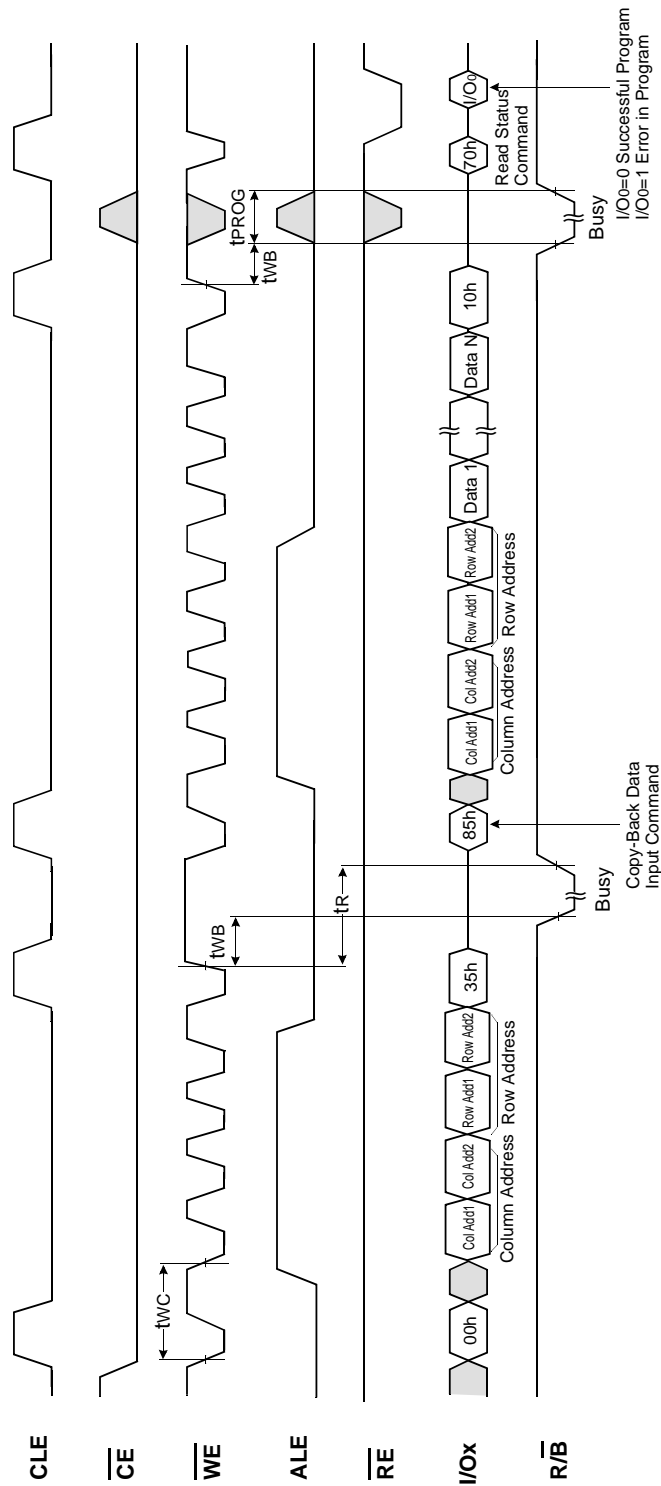 CLE
CE
WE
tWC
tWB
tWB
tPROG
ALE
tR
RE
I/Ox
00h
Col Add1
Col Add2
Row Add1
Row Add2
35h
85h
Col Add1
Col Add2
Row Add1
Row Add2
Data 1
Data N
10h
70h
I/O0
Column Address
Row Address
Column Address
Row Address
Read Status
Command
R/B
Busy
Busy
Copy-Back Data
Input Command
I/O0=0 Successful Program
I/O0=1 Error in Program